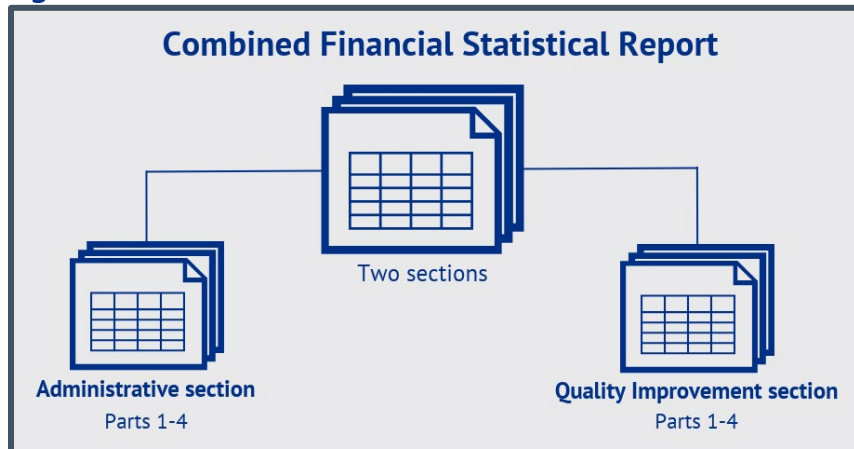 Combined Financial Statistical Report
Two sections
Administrative section
Parts 1-4
Quality Improvement section
Parts 1-4